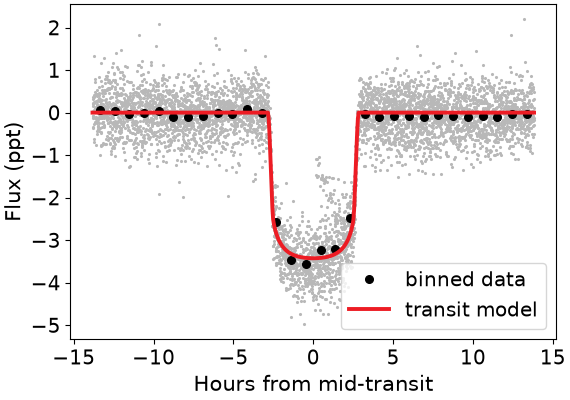 2
1
0
−1
−2
−3
−4
−5
Flux (ppt)
binned data
transit model
−15 −10 −5 0 5 10 15
Hours from mid-transit